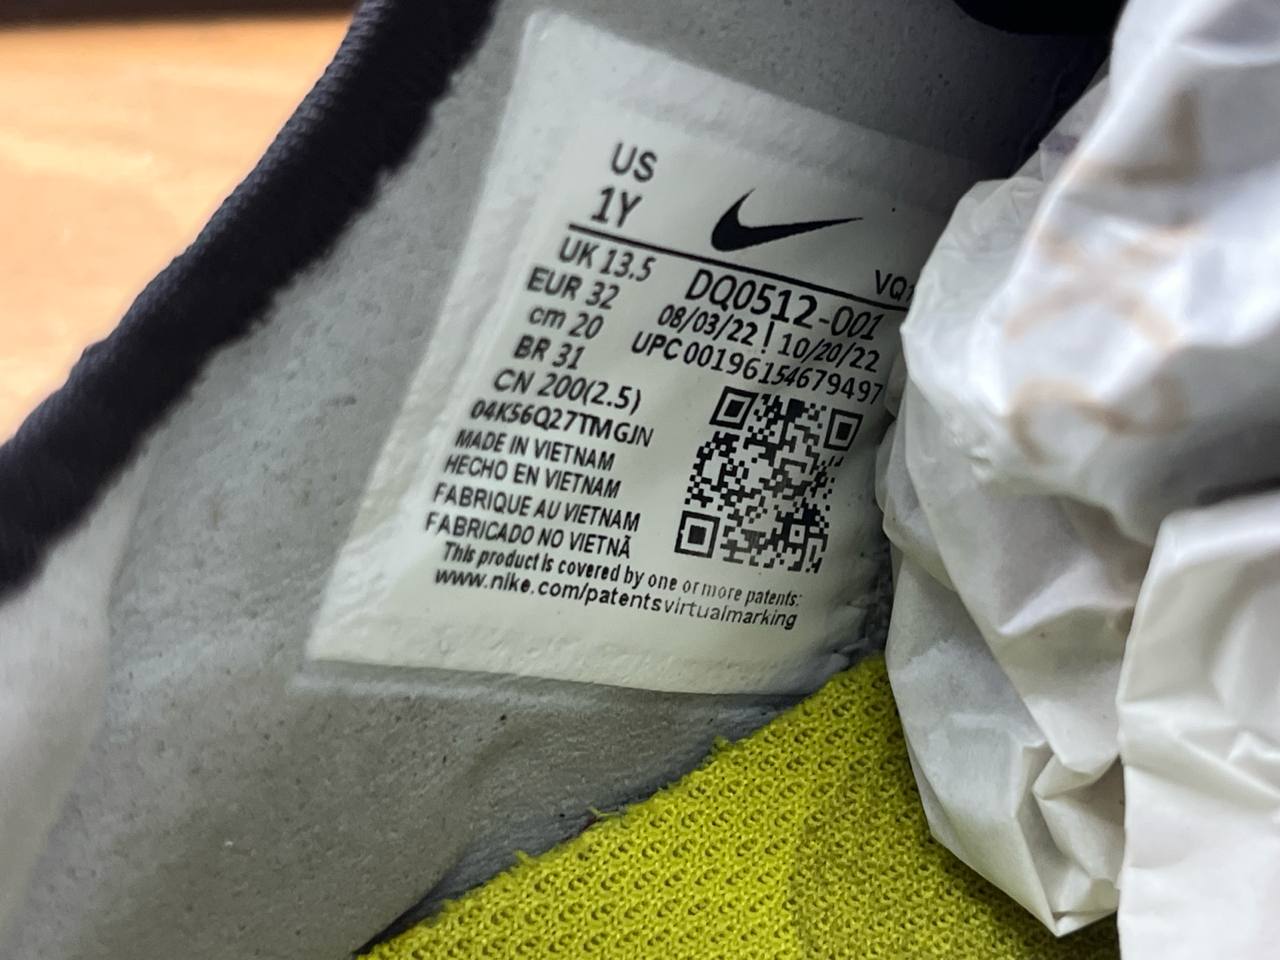 US
1Y
VQ
UK 13.5
EUR 32
cm 20
BR 31
CN 200(2.5)
04K56Q27TMGJN
DQ0512-001
08/03/22 | 10/20/22
UPC 00196154679497
MADE IN VIETNAM
HECHO EN VIETNAM
FABRIQUE AU VIETNAM
FABRICADO NO VIETNÃ
This product is covered by one or more patents:
www.nike.com/patentsvirtualmarking